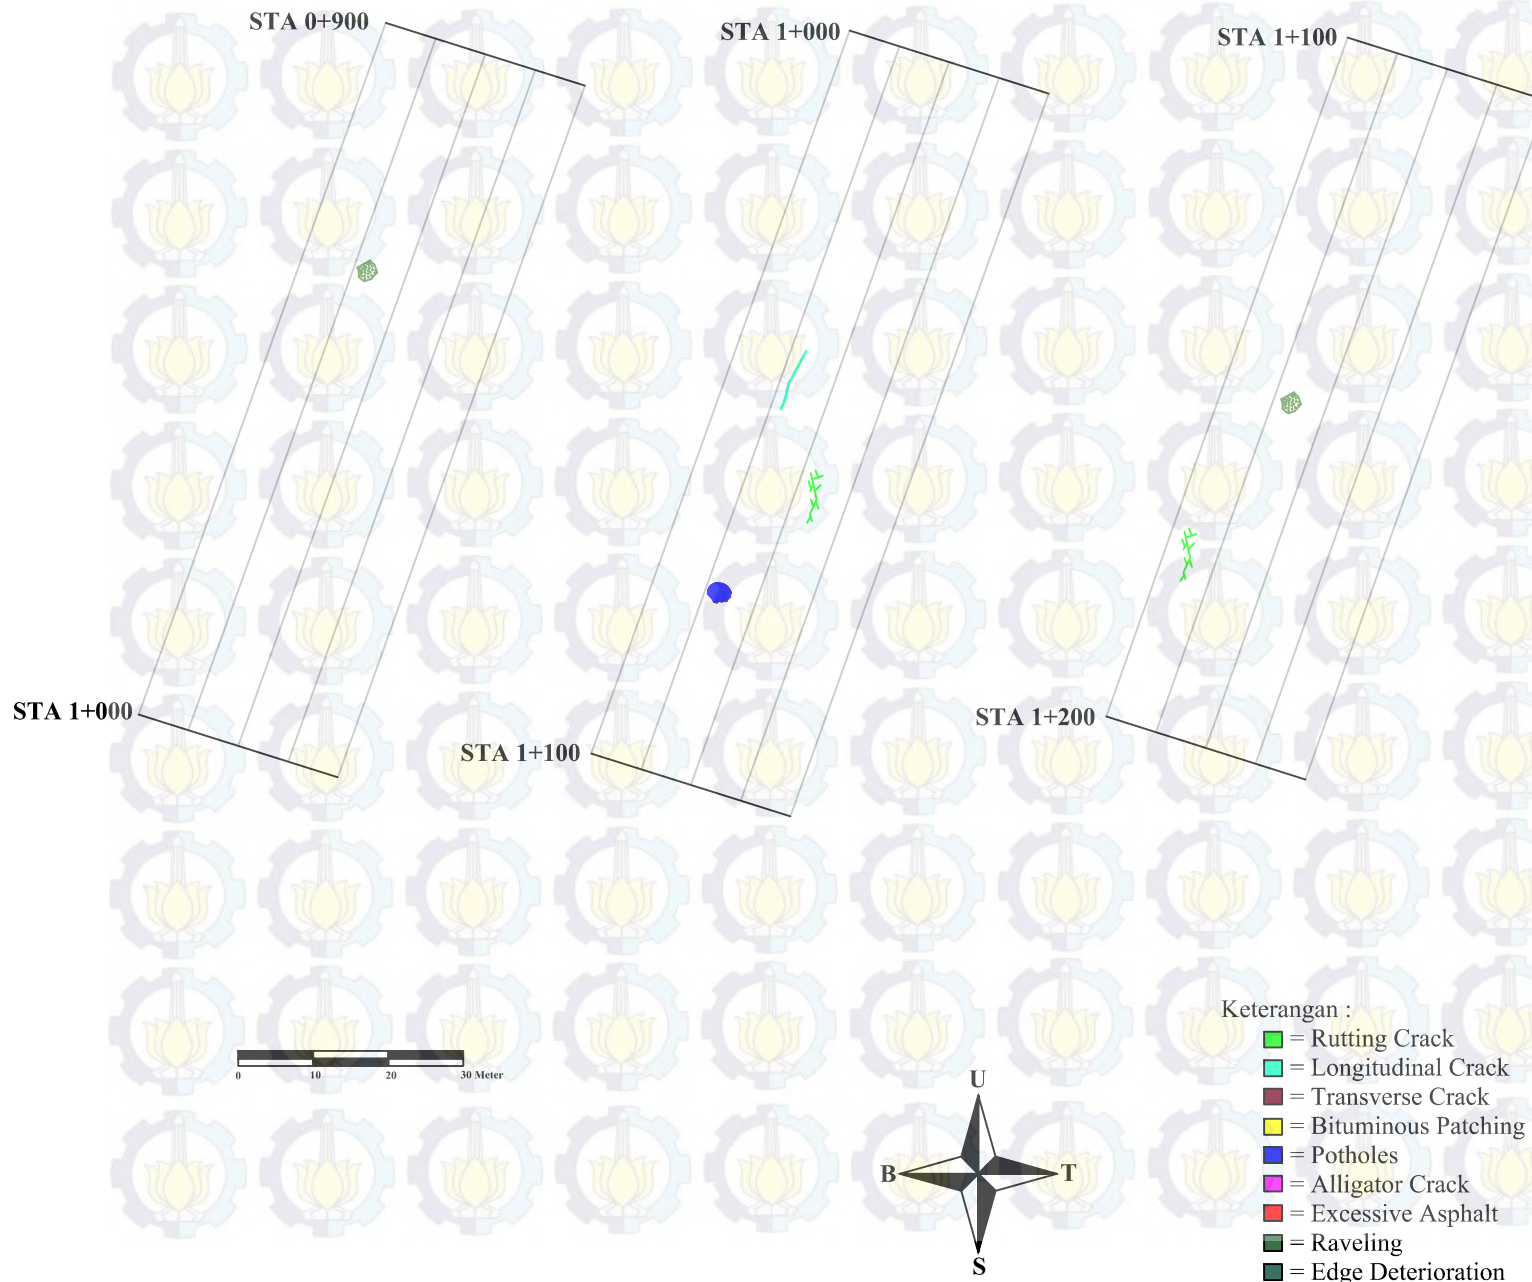 STA 0+900
STA 1+000
STA 1+100
STA 1+000
STA 1+100
STA 1+200
0 10 20 30 Meter
U
B T
S
Keterangan :
= Rutting Crack
= Longitudinal Crack
= Transverse Crack
= Bituminous Patching
= Potholes
= Alligator Crack
= Excessive Asphalt
= Raveling
= Edge Deterioration